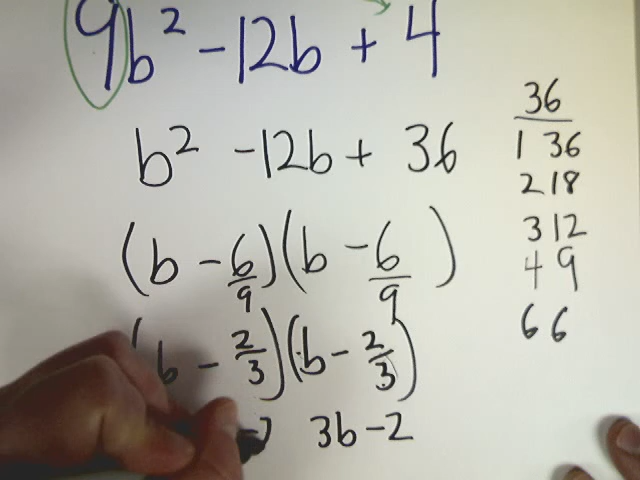 9b² - 12b + 4
b² - 12b + 36
(b - 6/9)(b - 6/9)
(b - 2/3)(b - 2/3)
3b - 2
36
1 36
2 18
3 12
4 9
6 6